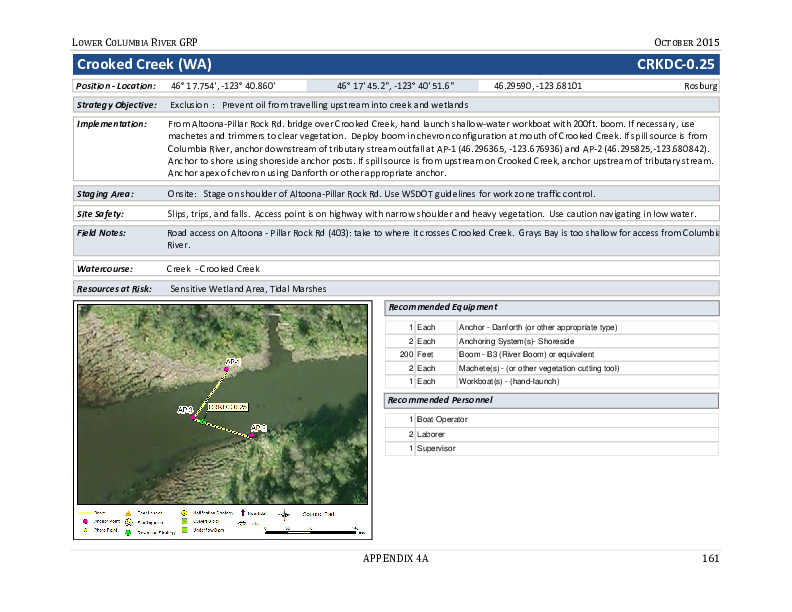 LOWER COLUMBIA RIVER GRP
OCTOBER 2015
Crooked Creek (WA)
CRKDC-0.25
Position - Location: 46° 17.754', -123° 40.860' 46° 17' 45.2", -123° 40' 51.6" 46.29590, -123.68101 Rosburg
Strategy Objective: Exclusion : Prevent oil from travelling upstream into creek and wetlands
Implementation: From Altoona-Pillar Rock Rd. bridge over Crooked Creek, hand launch shallow-water workboat with 200ft. boom. If necessary, use
machetes and trimmers to clear vegetation. Deploy boom in chevron configuration at mouth of Crooked Creek. If spill source is from
Columbia River, anchor downstream of tributary stream outfall at AP-1 (46.296365, -123.676936) and AP-2 (46.295825,-123.680842).
Anchor to shore using shoreside anchor posts. If spill source is from upstream on Crooked Creek, anchor upstream of tributary stream.
Anchor apex of chevron using Danforth or other appropriate anchor.
Staging Area: Onsite: Stage on shoulder of Altoona-Pillar Rock Rd. Use WSDOT guidelines for work zone traffic control.
Site Safety: Slips, trips, and falls. Access point is on highway with narrow shoulder and heavy vegetation. Use caution navigating in low water.
Field Notes: Road access on Altoona - Pillar Rock Rd (403): take to where it crosses Crooked Creek. Grays Bay is too shallow for access from Columbia
River.
Watercourse: Creek - Crooked Creek
Resources at Risk: Sensitive Wetland Area, Tidal Marshes
AP-1
CRKDC-0.25
Anchor Point
Photo Point
Recommended Equipment
1 Each Anchor - Danforth (or other appropriate type)
2 Each Anchoring System(s)- Shoreside
200 Feet Boom - B3 (River Boom) or equivalent
2 Each Machete(s) - (or other vegetation cutting tool)
1 Each Workboat(s) - (hand-launch)
Recommended Personnel
1 Boat Operator
2 Laborer
1 Supervisor
APPENDIX 4A
161